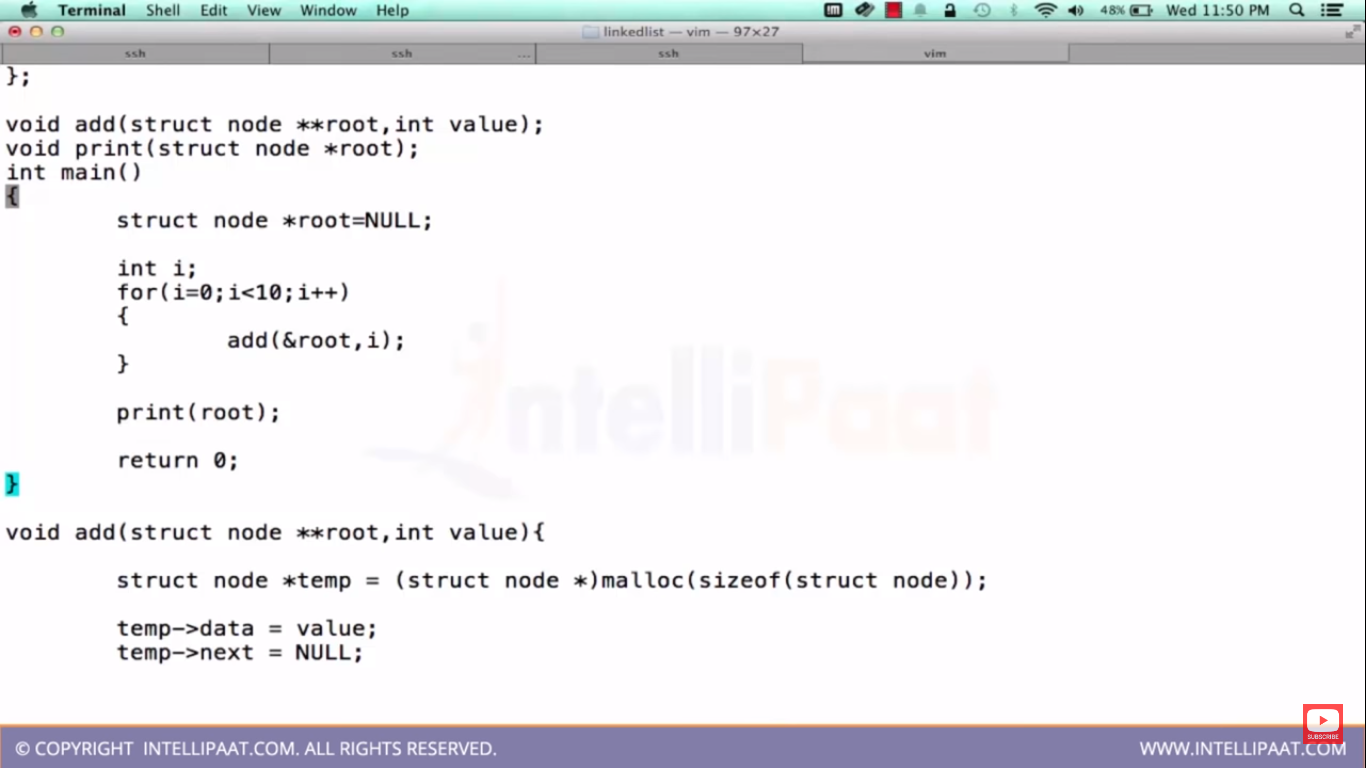 Terminal Shell Edit View Window Help 48% Wed 11:50 PM
linkedlist — vim — 97×27
ssh ssh ... ssh vim
};
void add(struct node **root,int value);
void print(struct node *root);
int main()
{
struct node *root=NULL;
int i;
for(i=0;i<10;i++)
{
add(&root,i);
}
print(root);
return 0;
}
void add(struct node **root,int value){
struct node *temp = (struct node *)malloc(sizeof(struct node));
temp->data = value;
temp->next = NULL;
IntelliPaat
SUBSCRIBE
© COPYRIGHT INTELLIPAAT.COM. ALL RIGHTS RESERVED. WWW.INTELLIPAAT.COM